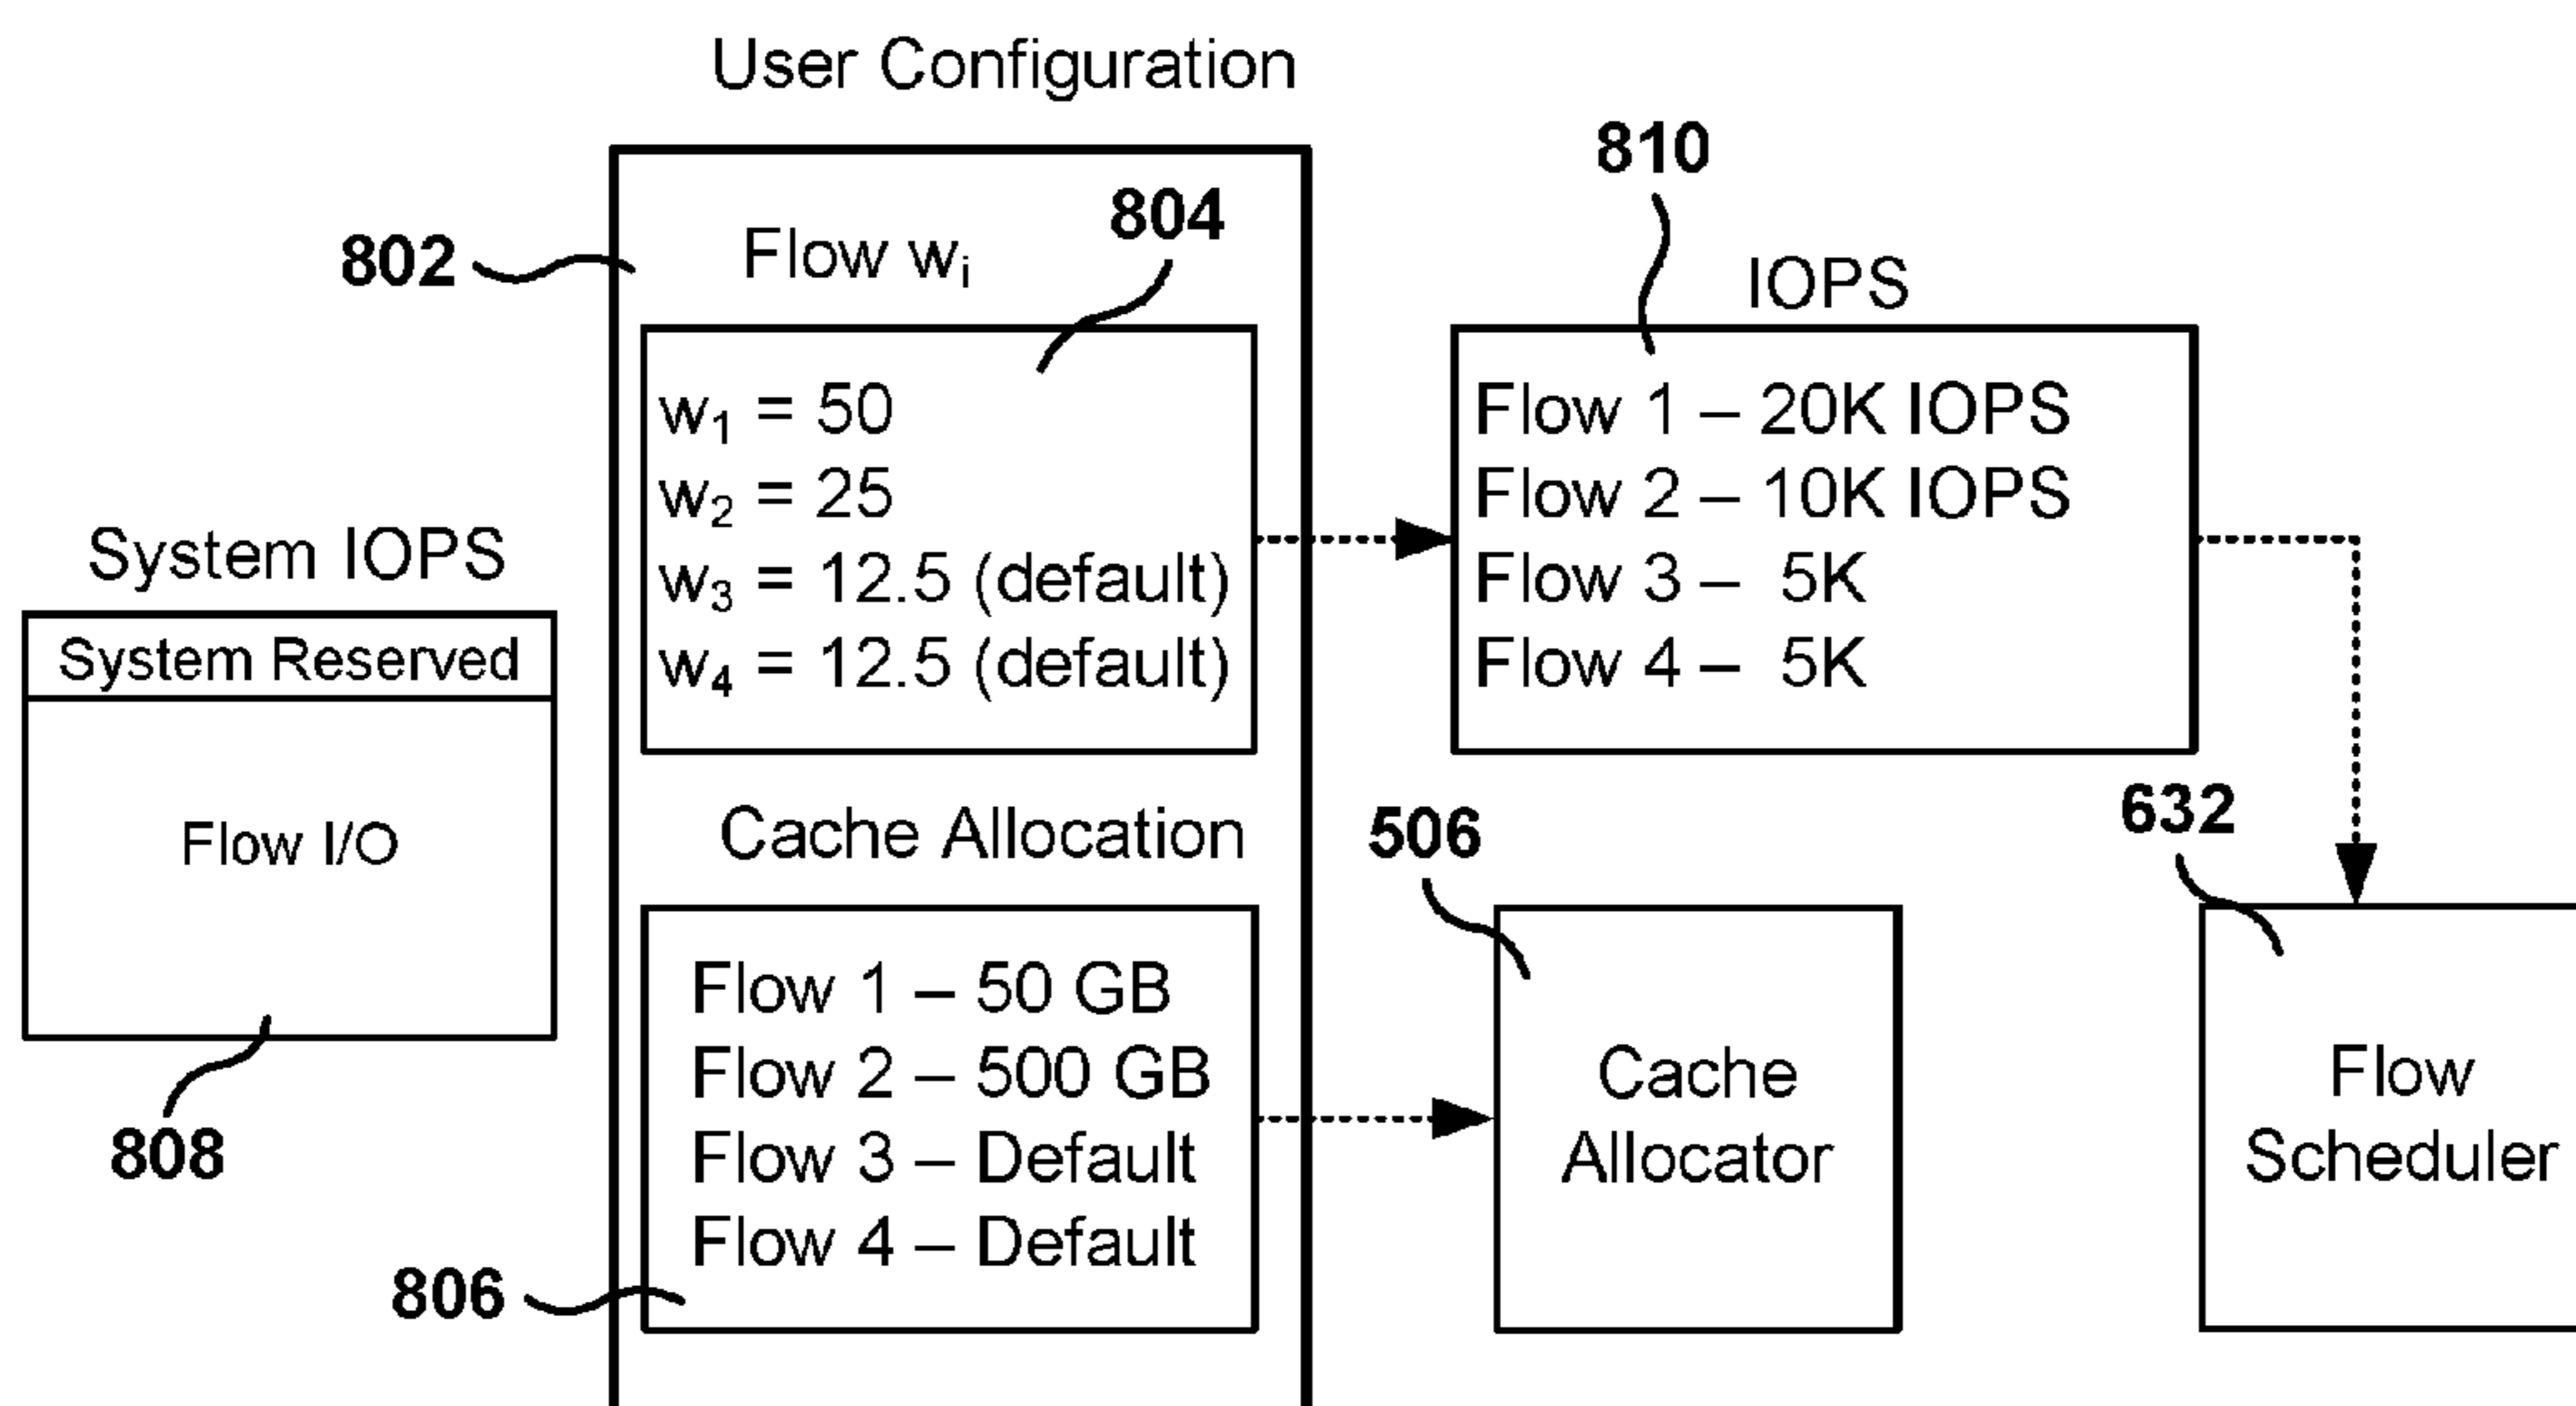 User Configuration
802
Flow wi
804
w1 = 50
w2 = 25
w3 = 12.5 (default)
w4 = 12.5 (default)
810
IOPS
Flow 1 – 20K IOPS
Flow 2 – 10K IOPS
Flow 3 – 5K
Flow 4 – 5K
System IOPS
System Reserved
Flow I/O
808
Cache Allocation
Flow 1 – 50 GB
Flow 2 – 500 GB
Flow 3 – Default
Flow 4 – Default
806
506
Cache
Allocator
632
Flow
Scheduler